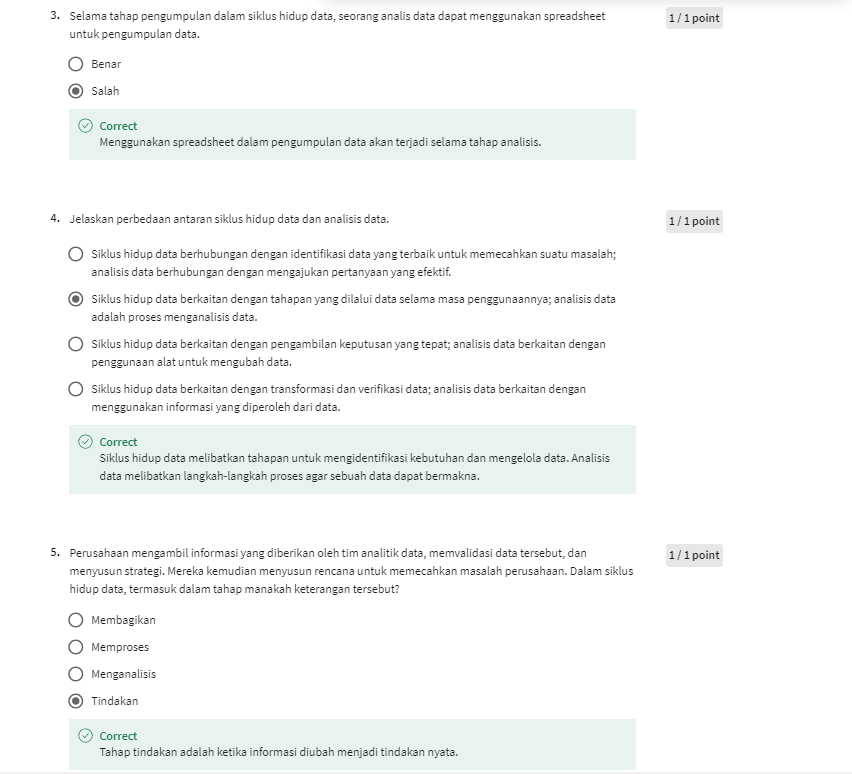 3. Selama tahap pengumpulan dalam siklus hidup data, seorang analis data dapat menggunakan spreadsheet
untuk pengumpulan data.
1 / 1 point
Benar
Salah
Correct
Menggunakan spreadsheet dalam pengumpulan data akan terjadi selama tahap analisis.
4. Jelaskan perbedaan antaran siklus hidup data dan analisis data.
1 / 1 point
Siklus hidup data berhubungan dengan identifikasi data yang terbaik untuk memecahkan suatu masalah;
analisis data berhubungan dengan mengajukan pertanyaan yang efektif.
Siklus hidup data berkaitan dengan tahapan yang dilalui data selama masa penggunaannya; analisis data
adalah proses menganalisis data.
Siklus hidup data berkaitan dengan pengambilan keputusan yang tepat; analisis data berkaitan dengan
penggunaan alat untuk mengubah data.
Siklus hidup data berkaitan dengan transformasi dan verifikasi data; analisis data berkaitan dengan
menggunakan informasi yang diperoleh dari data.
Correct
Siklus hidup data melibatkan tahapan untuk mengidentifikasi kebutuhan dan mengelola data. Analisis
data melibatkan langkah-langkah proses agar sebuah data dapat bermakna.
5. Perusahaan mengambil informasi yang diberikan oleh tim analitik data, memvalidasi data tersebut, dan
menyusun strategi. Mereka kemudian menyusun rencana untuk memecahkan masalah perusahaan. Dalam siklus
hidup data, termasuk dalam tahap manakah keterangan tersebut?
1 / 1 point
Membagikan
Memproses
Menganalisis
Tindakan
Correct
Tahap tindakan adalah ketika informasi diubah menjadi tindakan nyata.